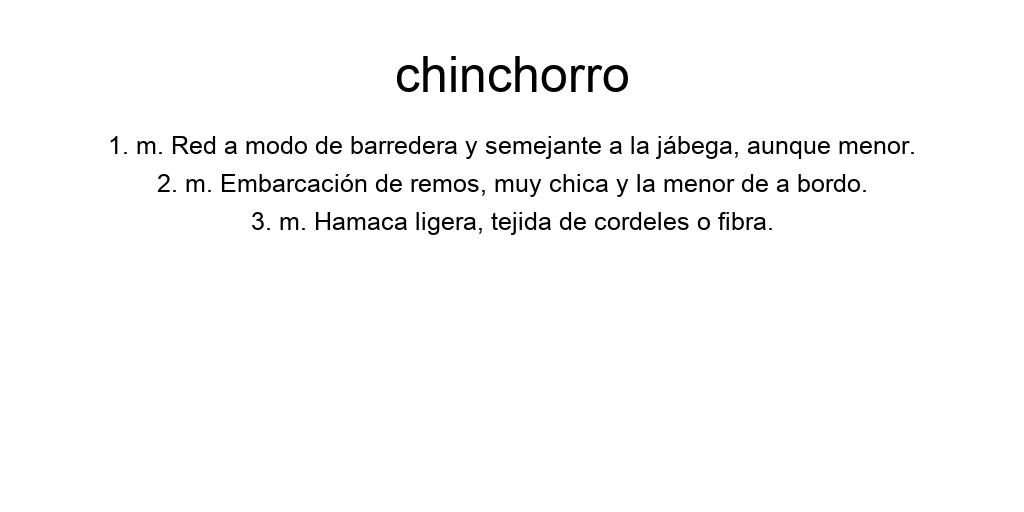 chinchorro
1. m. Red a modo de barredera y semejante a la jábega, aunque menor.
2. m. Embarcación de remos, muy chica y la menor de a bordo.
3. m. Hamaca ligera, tejida de cordeles o fibra.